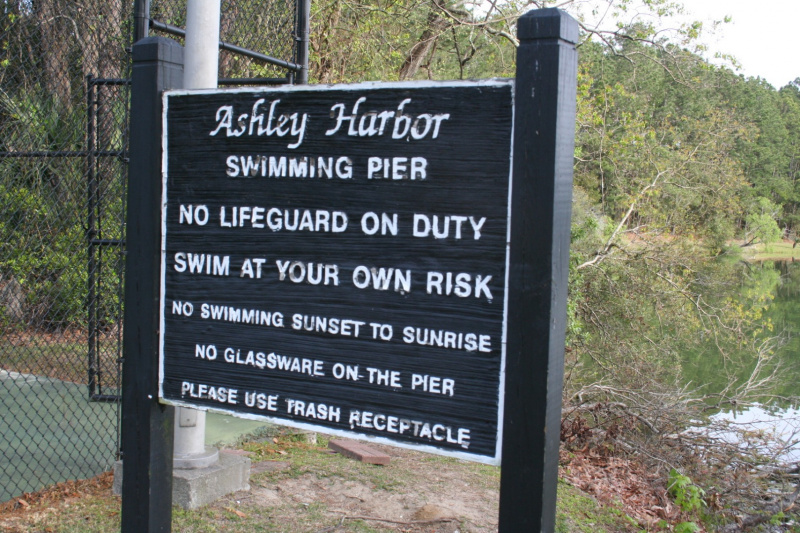 Ashley Harbor
SWIMMING PIER
NO LIFEGUARD ON DUTY
SWIM AT YOUR OWN RISK
NO SWIMMING SUNSET TO SUNRISE
NO GLASSWARE ON THE PIER
PLEASE USE TRASH RECEPTACLE